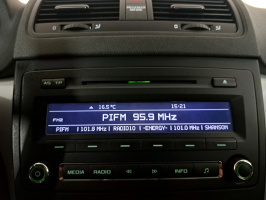 16.5°C 15:21
PIFM 95.9 MHz
FM2
PIFM 101.8 MHz RADIO10 ‹ENERGY› 101.0 MHz SWANSON
MEDIA RADIO INFO